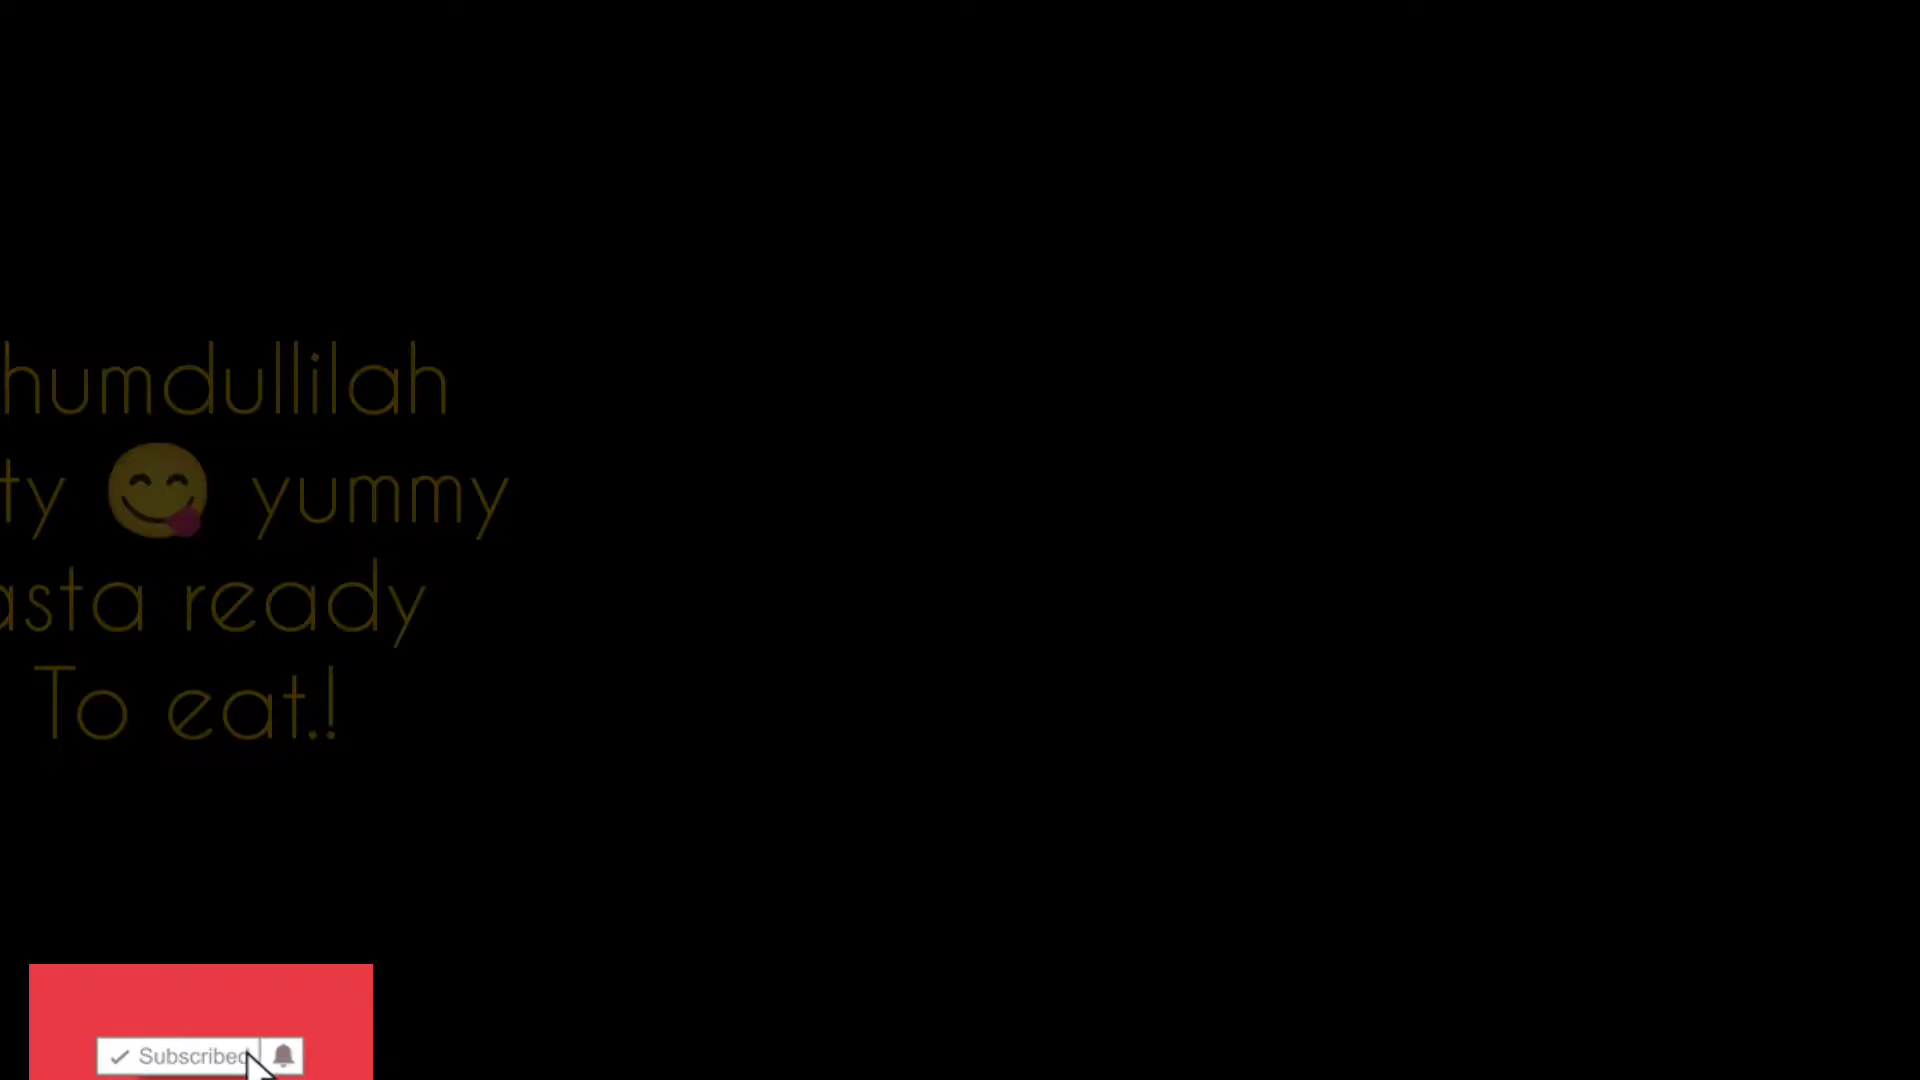 humdullilah
ty 😋 yummy
asta ready
To eat.!
Subscribed